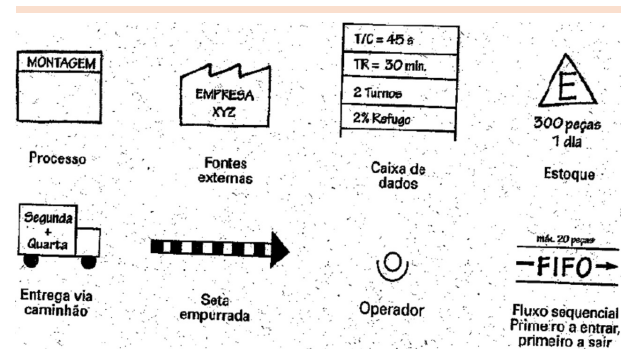 MONTAGEM
Processo
EMPRESA
XYZ
Fontes
externas
T/C = 45 s
TR = 30 min.
2 Turnos
2% Refugo
Caixa de
dados
E
300 peças
1 dia
Estoque
Segunda
+
Quarta
Entrega via
caminhão
Seta
empurrada
Operador
máx. 20 peças
FIFO
Fluxo sequencial
Primeiro a entrar,
primeiro a sair